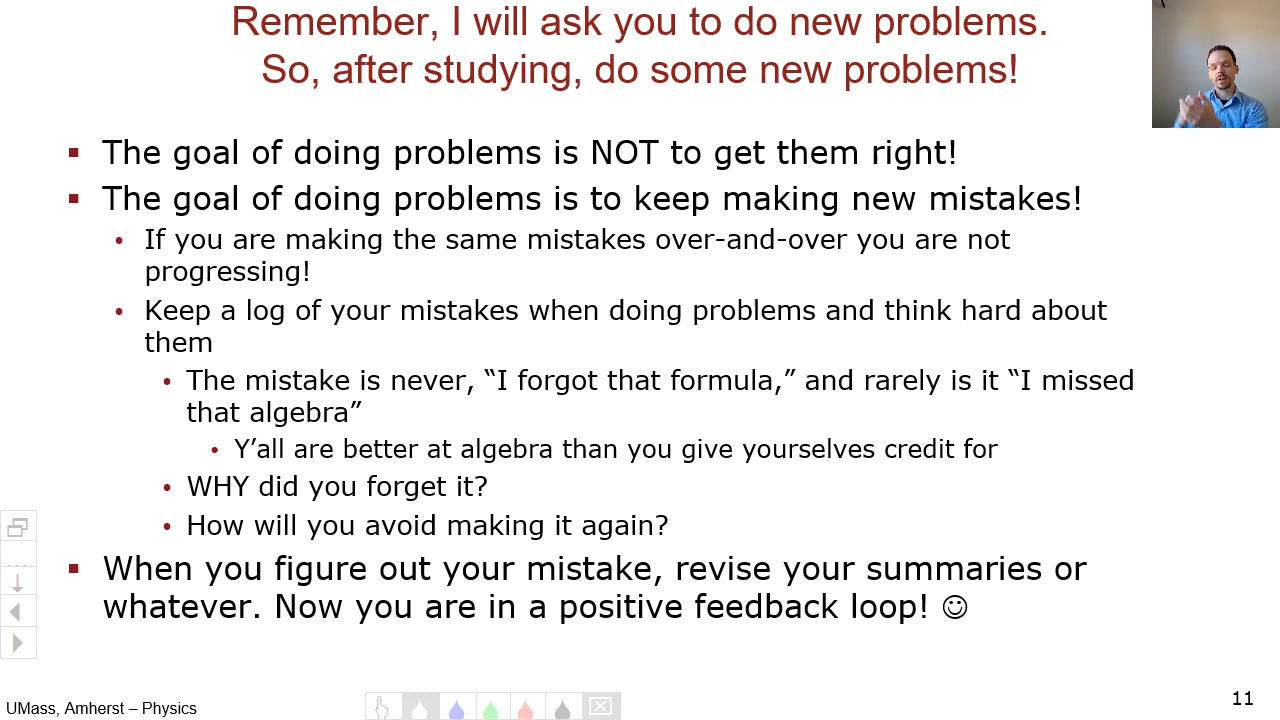 Remember, I will ask you to do new problems.
So, after studying, do some new problems!
The goal of doing problems is NOT to get them right!
The goal of doing problems is to keep making new mistakes!
If you are making the same mistakes over-and-over you are not
progressing!
Keep a log of your mistakes when doing problems and think hard about
them
The mistake is never, “I forgot that formula,” and rarely is it “I missed
that algebra”
Y’all are better at algebra than you give yourselves credit for
WHY did you forget it?
How will you avoid making it again?
When you figure out your mistake, revise your summaries or
whatever. Now you are in a positive feedback loop! ☺
UMass, Amherst – Physics
11